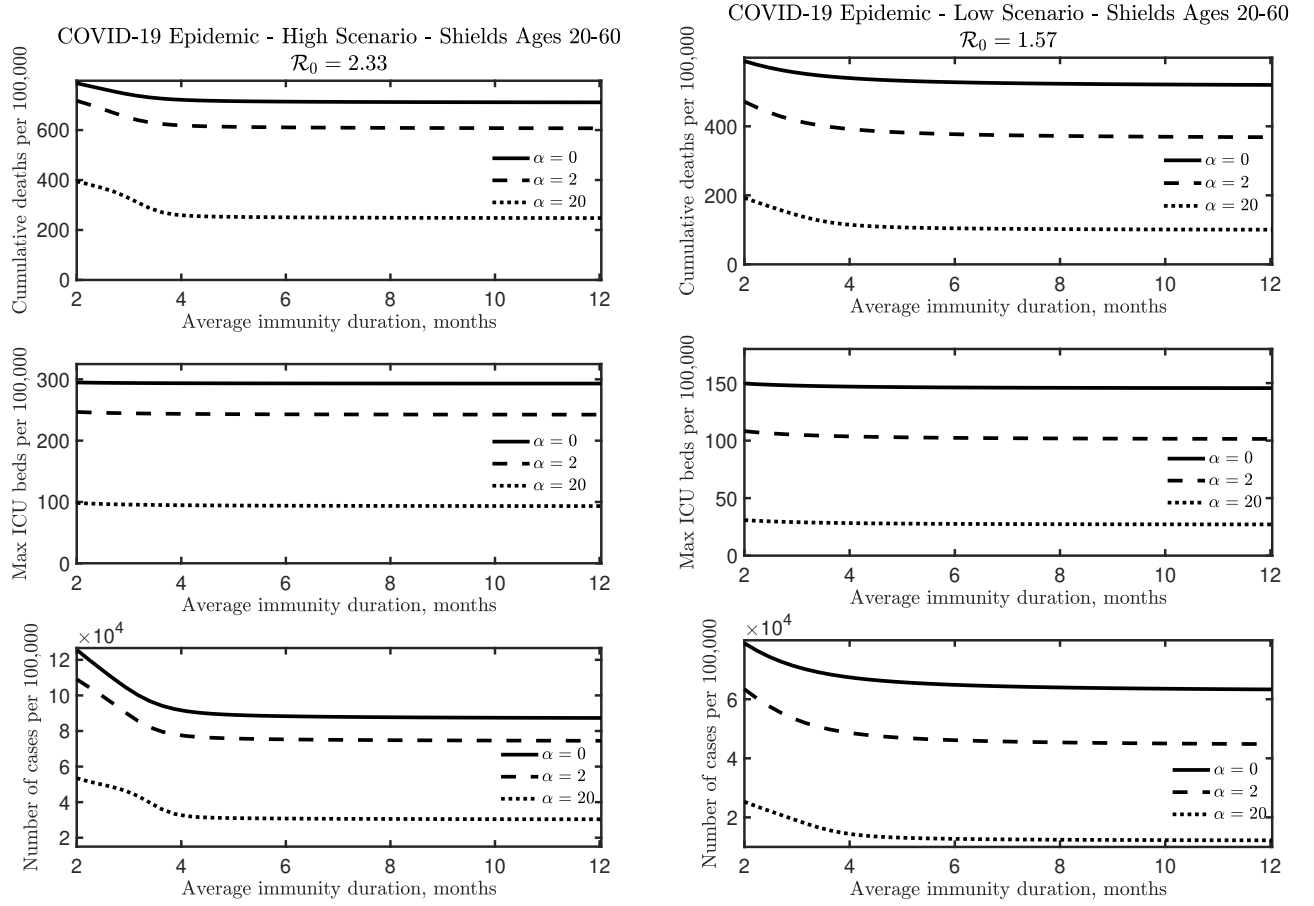 COVID-19 Epidemic - High Scenario - Shields Ages 20-60
R₀ = 2.33
Cumulative deaths per 100,000
600
400
200
0
α = 0
α = 2
α = 20
2 4 6 8 10 12
Average immunity duration, months
Max ICU beds per 100,000
300
200
100
0
α = 0
α = 2
α = 20
2 4 6 8 10 12
Average immunity duration, months
Number of cases per 100,000
×10⁴
12
10
8
6
4
2
α = 0
α = 2
α = 20
2 4 6 8 10 12
Average immunity duration, months
COVID-19 Epidemic - Low Scenario - Shields Ages 20-60
R₀ = 1.57
Cumulative deaths per 100,000
400
200
0
α = 0
α = 2
α = 20
2 4 6 8 10 12
Average immunity duration, months
Max ICU beds per 100,000
150
100
50
0
α = 0
α = 2
α = 20
2 4 6 8 10 12
Average immunity duration, months
Number of cases per 100,000
×10⁴
6
4
2
α = 0
α = 2
α = 20
2 4 6 8 10 12
Average immunity duration, months